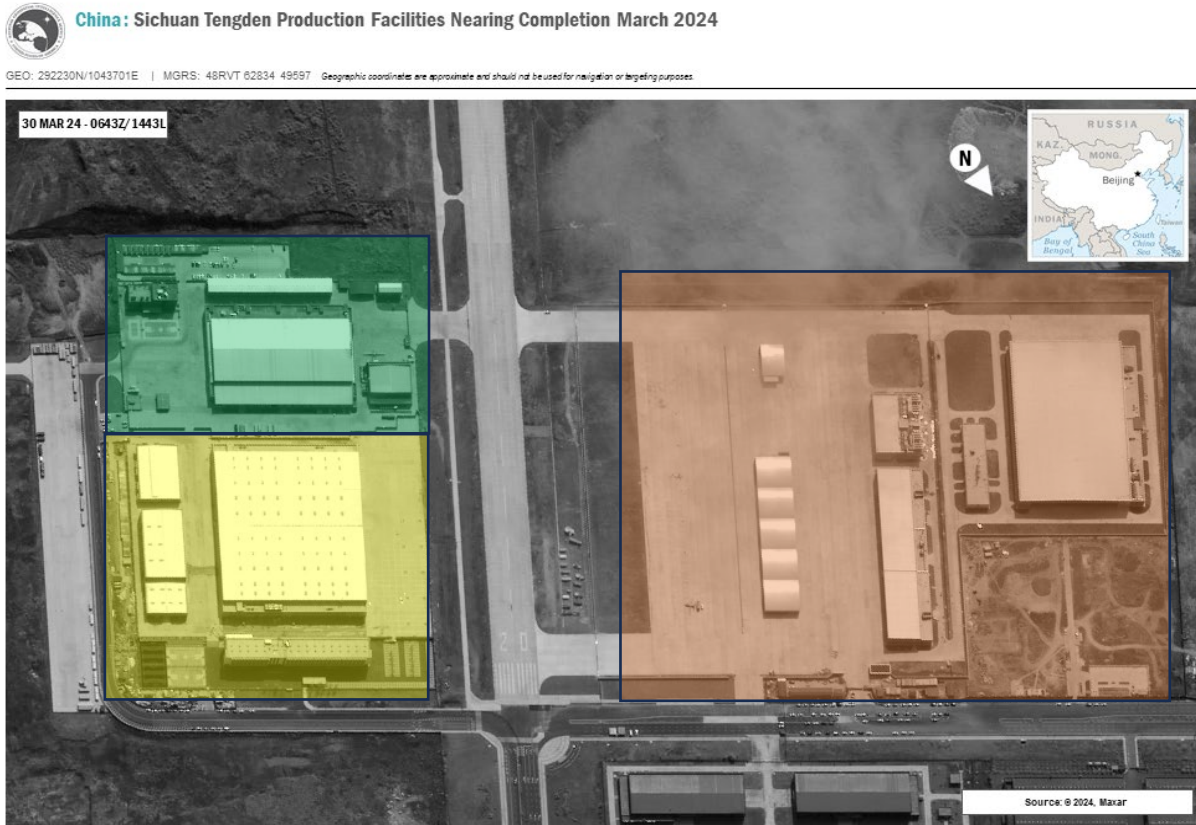 China: Sichuan Tengden Production Facilities Nearing Completion March 2024
GEO: 292230N/1043701E | MGRS: 48RVT 62834 49597 Geographic coordinates are approximate and should not be used for navigation or targeting purposes.
30 MAR 24 - 0643Z/1443L
N
RUSSIA
KAZ.
MONG.
Beijing
INDIA
Taiwan
Bay of
Bengal
South
China
Sea
20
Source: © 2024, Maxar